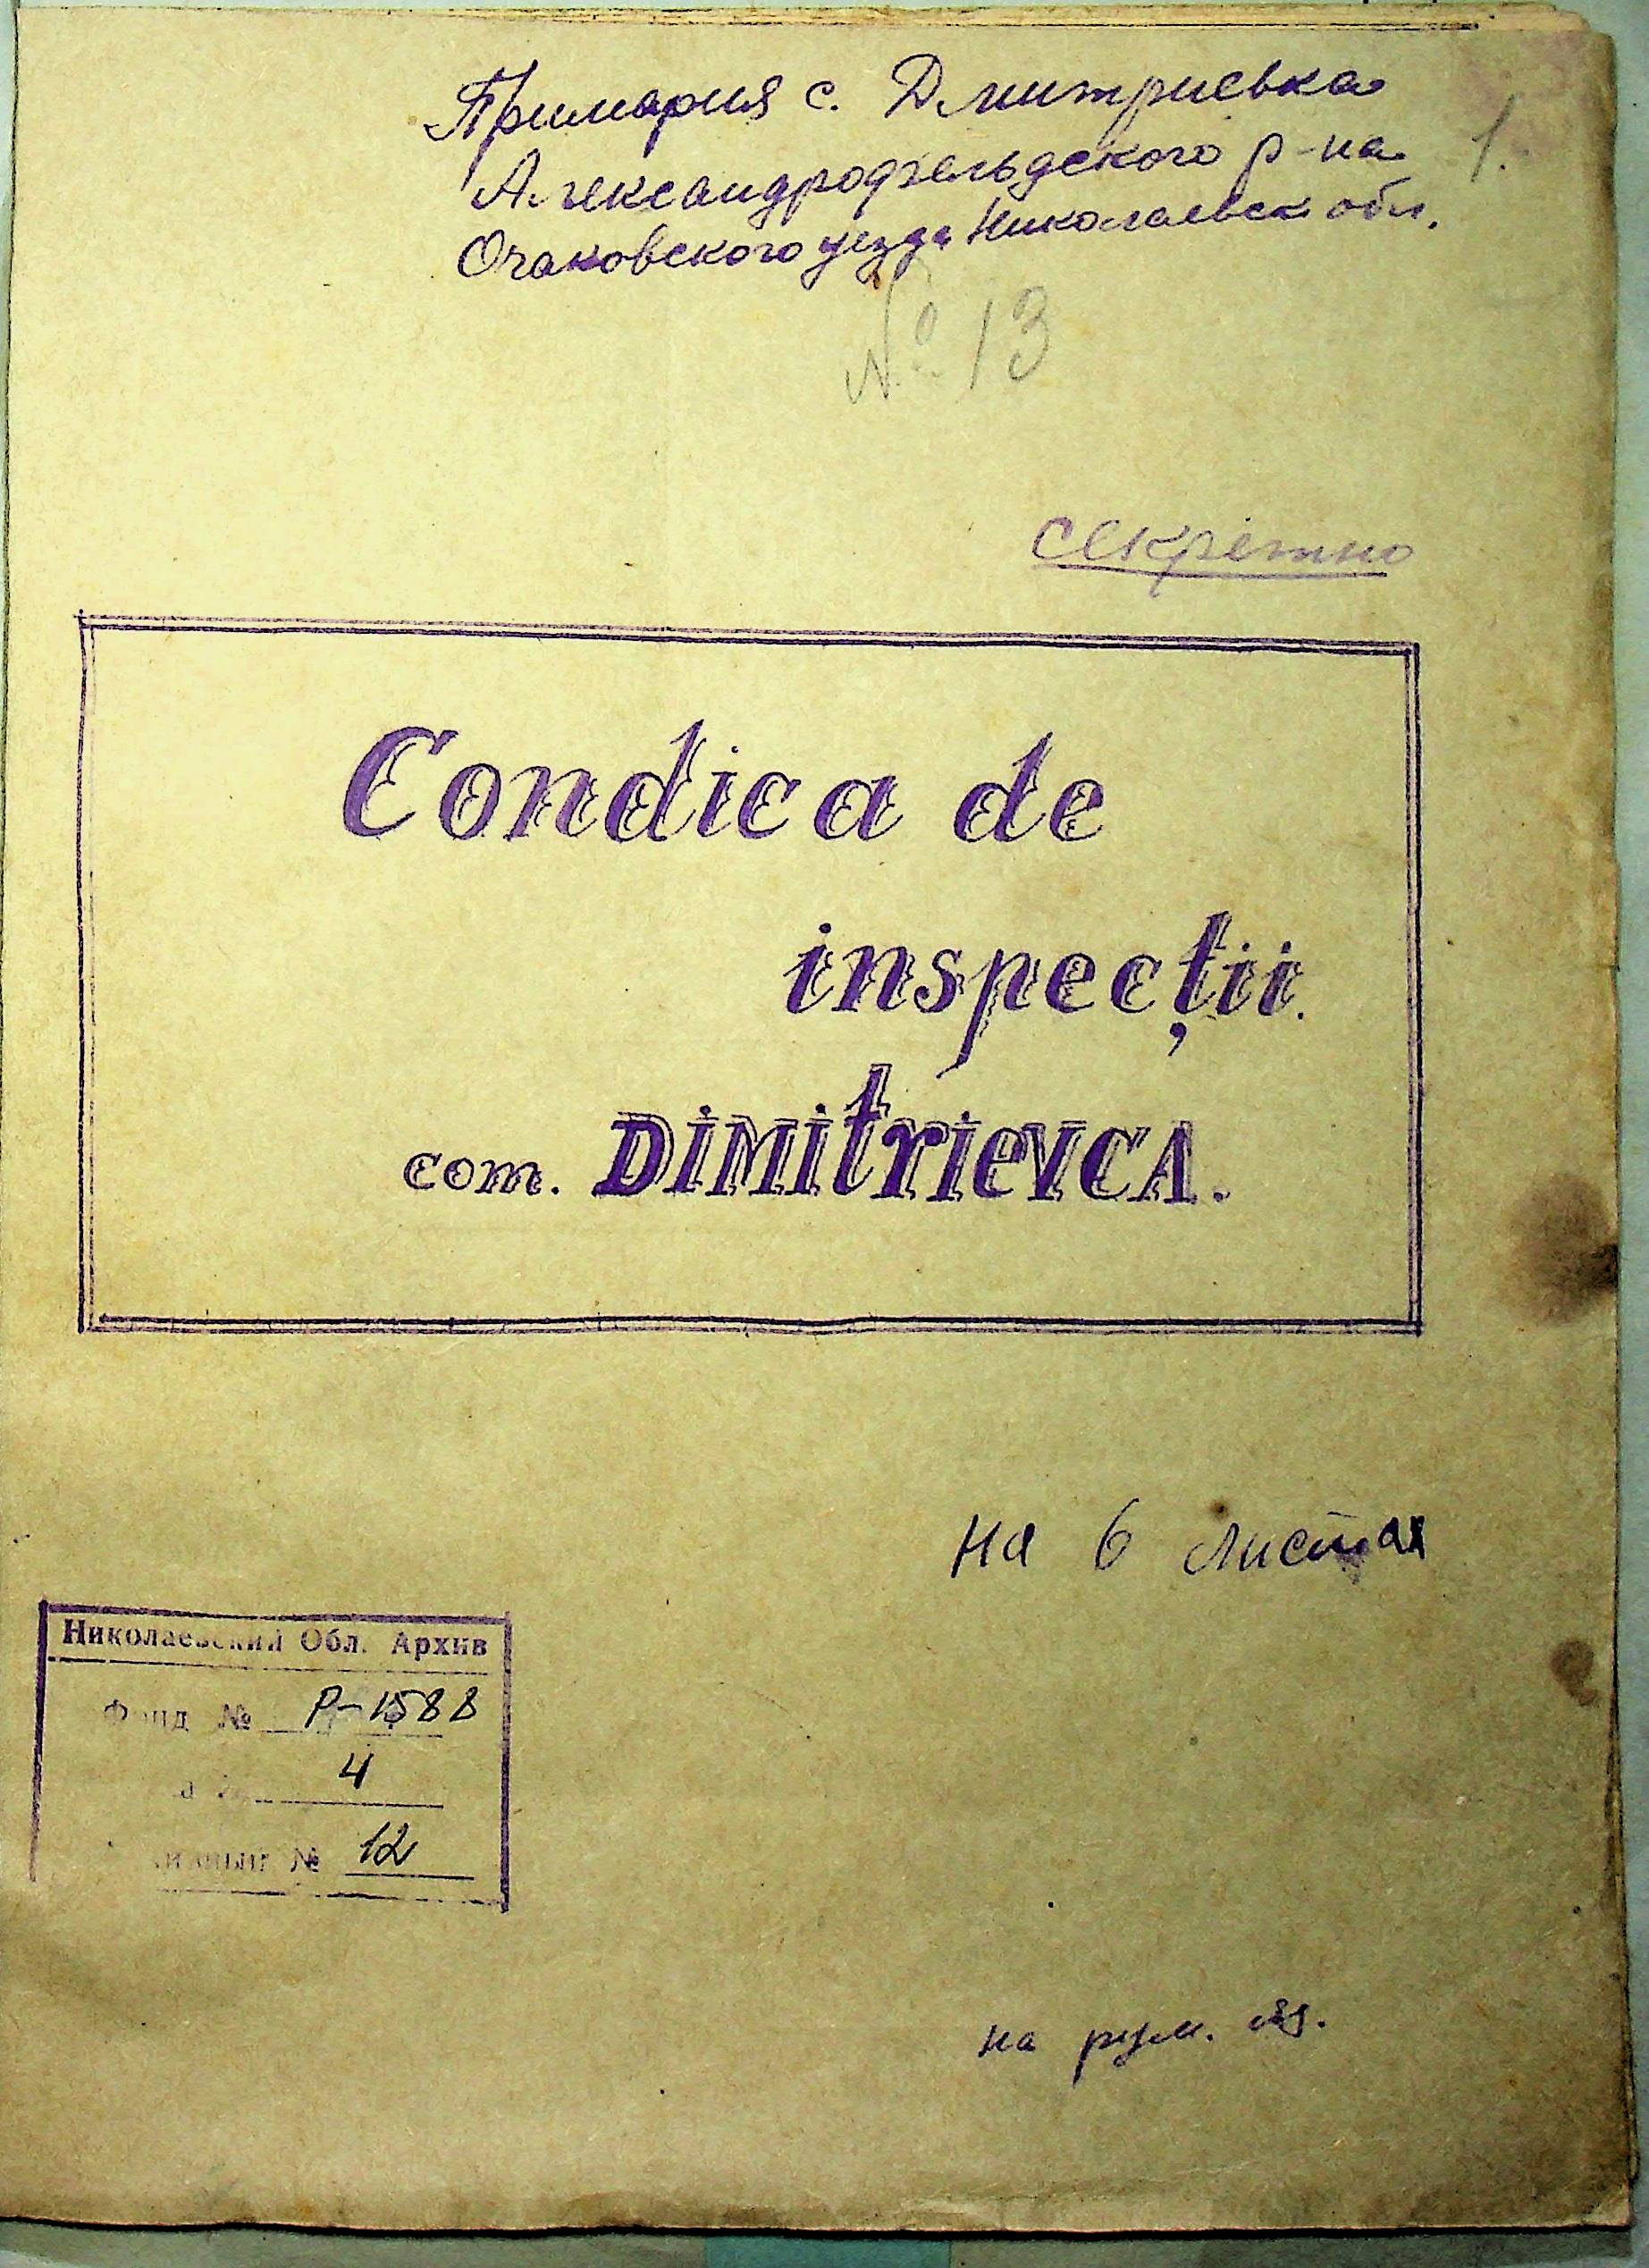 Примария с. Дмитриевка
Александрофельдского р-на 1.
Очаковского уезда Николаевск обл.
№ 13
секретно
Condica de
inspecții.
com. DiMitrievcA.
на 6 листах
Николаевский Обл. Архив
Фонд № Р-1588
4
№ 12
на рум. яз.